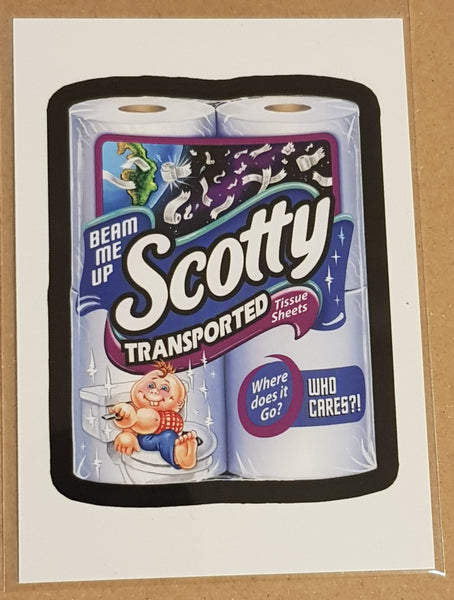 BEAM
ME
UP
Scotty
TRANSPORTED
Tissue
Sheets
Where
does it
Go?
WHO
CARES?!